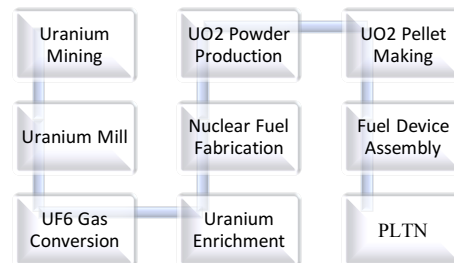 Uranium
Mining
UO2 Powder
Production
UO2 Pellet
Making
Uranium Mill
Nuclear Fuel
Fabrication
Fuel Device
Assembly
UF6 Gas
Conversion
Uranium
Enrichment
PLTN